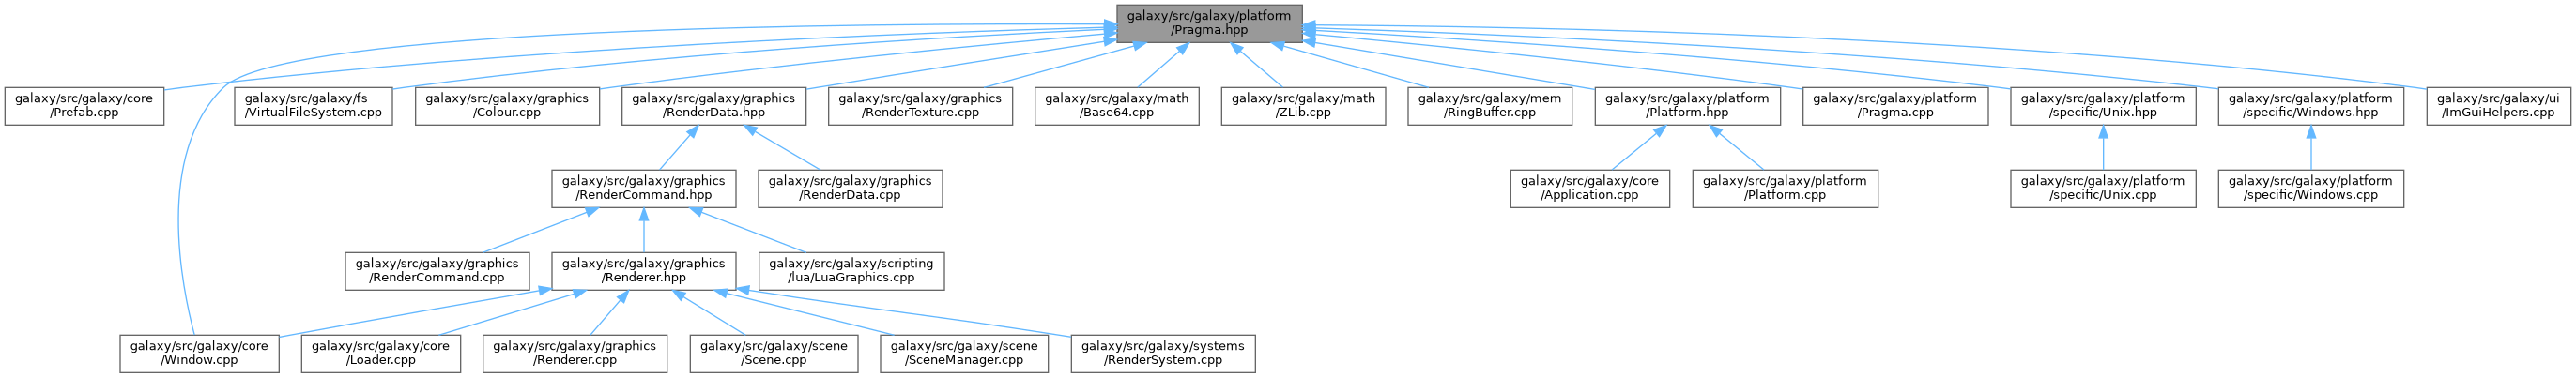 galaxy/src/galaxy/platform
/Pragma.hpp
galaxy/src/galaxy/core
/Prefab.cpp
galaxy/src/galaxy/fs
/VirtualFileSystem.cpp
galaxy/src/galaxy/graphics
/Colour.cpp
galaxy/src/galaxy/graphics
/RenderData.hpp
galaxy/src/galaxy/graphics
/RenderTexture.cpp
galaxy/src/galaxy/math
/Base64.cpp
galaxy/src/galaxy/math
/ZLib.cpp
galaxy/src/galaxy/mem
/RingBuffer.cpp
galaxy/src/galaxy/platform
/Platform.hpp
galaxy/src/galaxy/platform
/Pragma.cpp
galaxy/src/galaxy/platform
/specific/Unix.hpp
galaxy/src/galaxy/platform
/specific/Windows.hpp
galaxy/src/galaxy/ui
/ImGuiHelpers.cpp
galaxy/src/galaxy/graphics
/RenderCommand.hpp
galaxy/src/galaxy/graphics
/RenderData.cpp
galaxy/src/galaxy/core
/Application.cpp
galaxy/src/galaxy/platform
/Platform.cpp
galaxy/src/galaxy/platform
/specific/Unix.cpp
galaxy/src/galaxy/platform
/specific/Windows.cpp
galaxy/src/galaxy/graphics
/RenderCommand.cpp
galaxy/src/galaxy/graphics
/Renderer.hpp
galaxy/src/galaxy/scripting
/lua/LuaGraphics.cpp
galaxy/src/galaxy/core
/Window.cpp
galaxy/src/galaxy/core
/Loader.cpp
galaxy/src/galaxy/graphics
/Renderer.cpp
galaxy/src/galaxy/scene
/Scene.cpp
galaxy/src/galaxy/scene
/SceneManager.cpp
galaxy/src/galaxy/systems
/RenderSystem.cpp